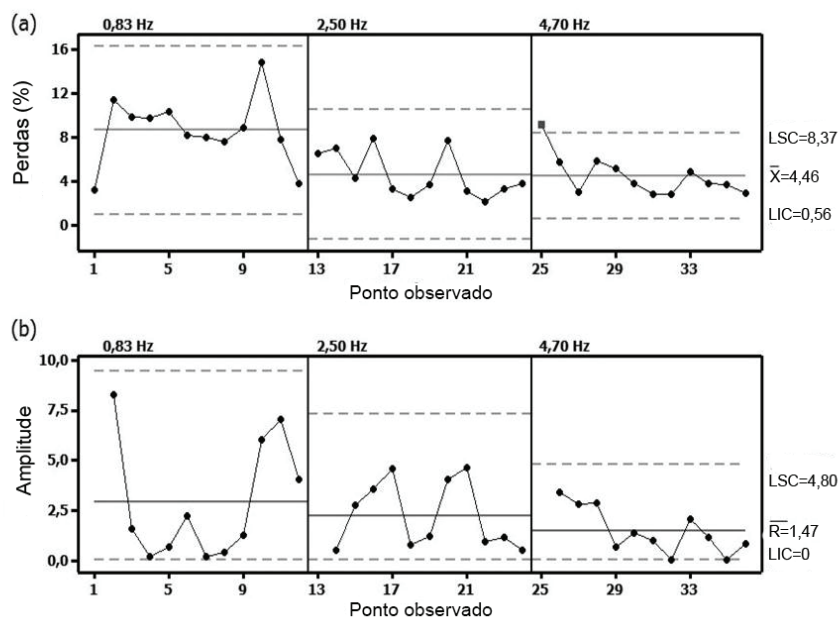 (a)
0,83 Hz 2,50 Hz 4,70 Hz
16
12
8
4
0
Perdas (%)
LSC=8,37
X̅=4,46
LIC=0,56
1 5 9 13 17 21 25 29 33
Ponto observado
(b)
0,83 Hz 2,50 Hz 4,70 Hz
10,0
7,5
5,0
2,5
0,0
Amplitude
LSC=4,80
R̅=1,47
LIC=0
1 5 9 13 17 21 25 29 33
Ponto observado